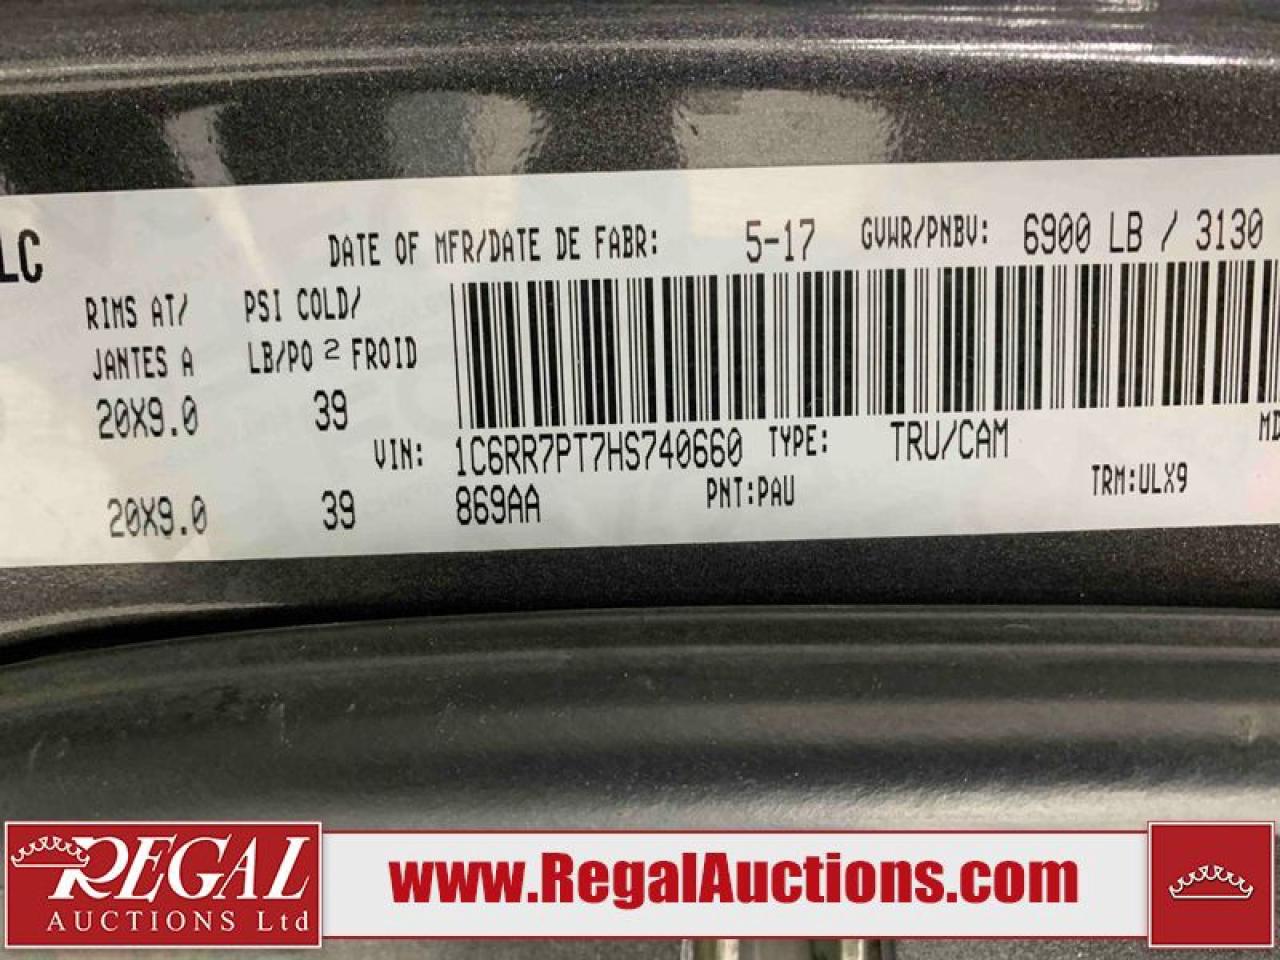 LC
DATE OF MFR/DATE DE FABR: 5-17 GVWR/PNBV: 6900 LB / 3130
RIMS AT/ PSI COLD/
JANTES A LB/PO 2 FROID
20X9.0 39
VIN: 1C6RR7PT7HS740660 TYPE: TRU/CAM MD
20X9.0 39 869AA PNT:PAU TRM:ULX9
REGAL
AUCTIONS Ltd
www.RegalAuctions.com